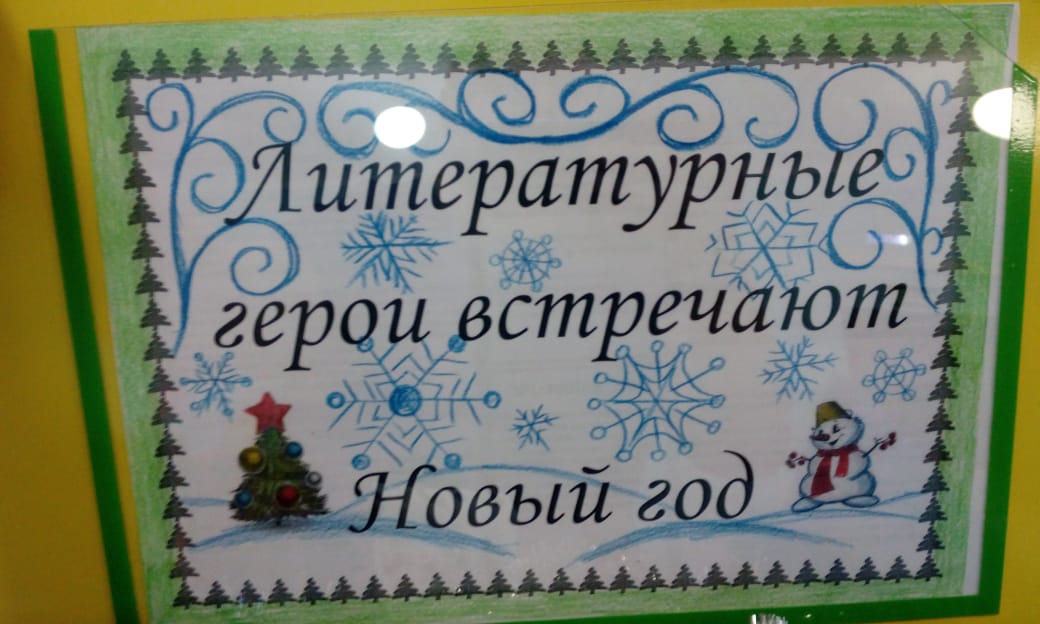 Литературные
герои встречают
Новый год